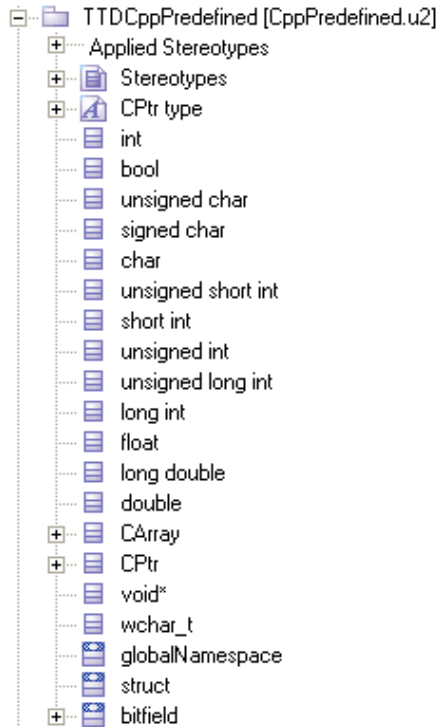 TTDCppPredefined [CppPredefined.u2]
Applied Stereotypes
Stereotypes
CPtr type
int
bool
unsigned char
signed char
char
unsigned short int
short int
unsigned int
unsigned long int
long int
float
long double
double
CArray
CPtr
void*
wchar_t
globalNamespace
struct
bitfield